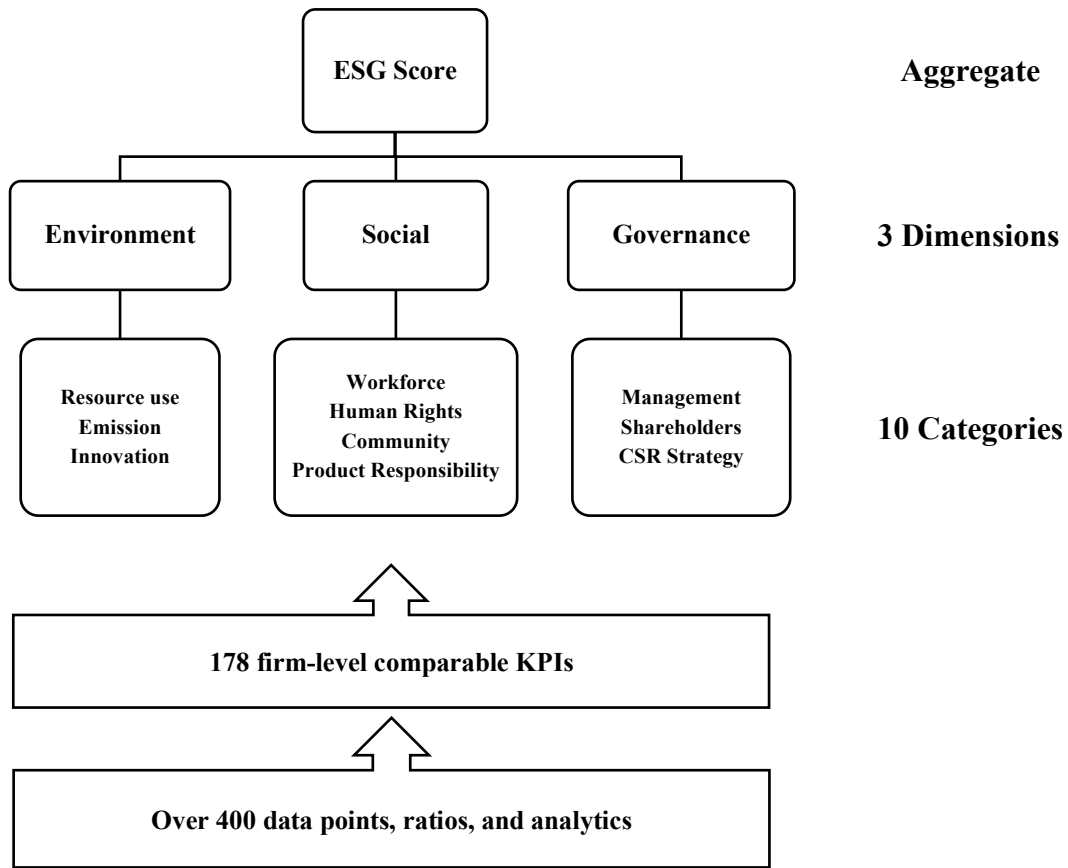 ESG Score
Aggregate
Environment
Social
Governance
3 Dimensions
Resource use
Emission
Innovation
Workforce
Human Rights
Community
Product Responsibility
Management
Shareholders
CSR Strategy
10 Categories
178 firm-level comparable KPIs
Over 400 data points, ratios, and analytics